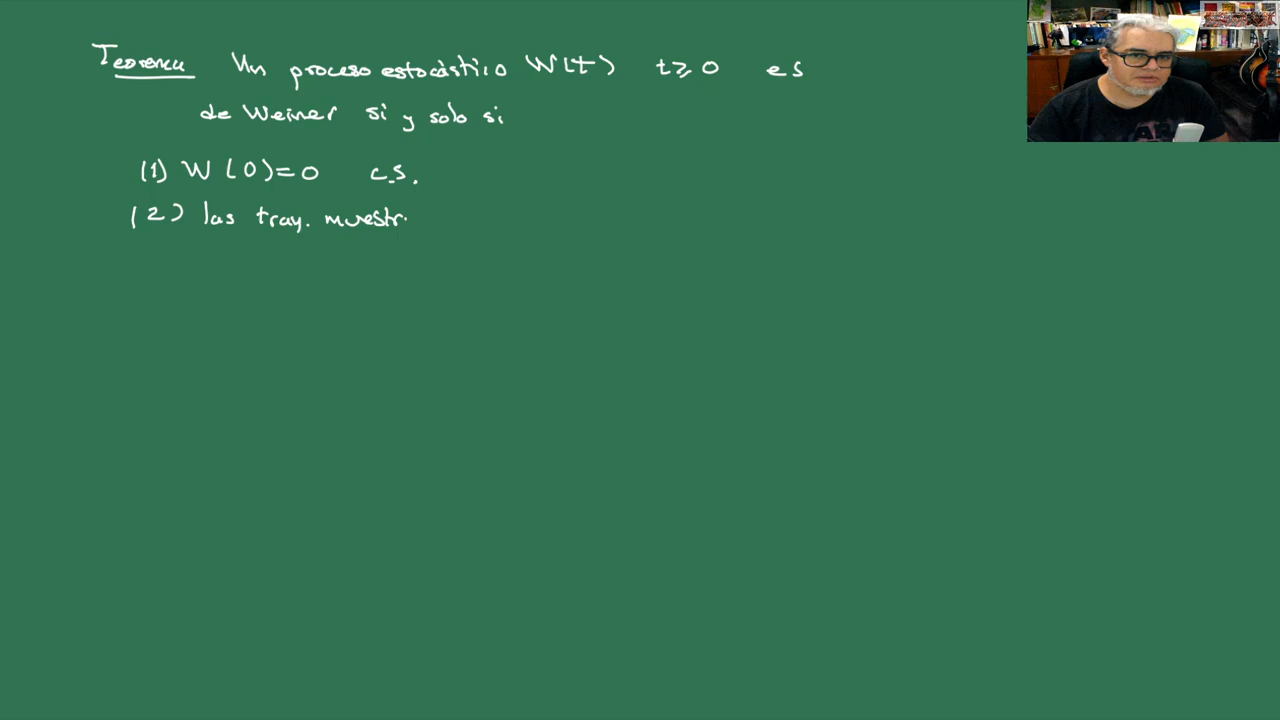 Teorema Un proceso estocástico W(t) t≥0 es
de Weiner si y solo si
(1) W(0)=0 c.s.
(2) las tray. muestr.